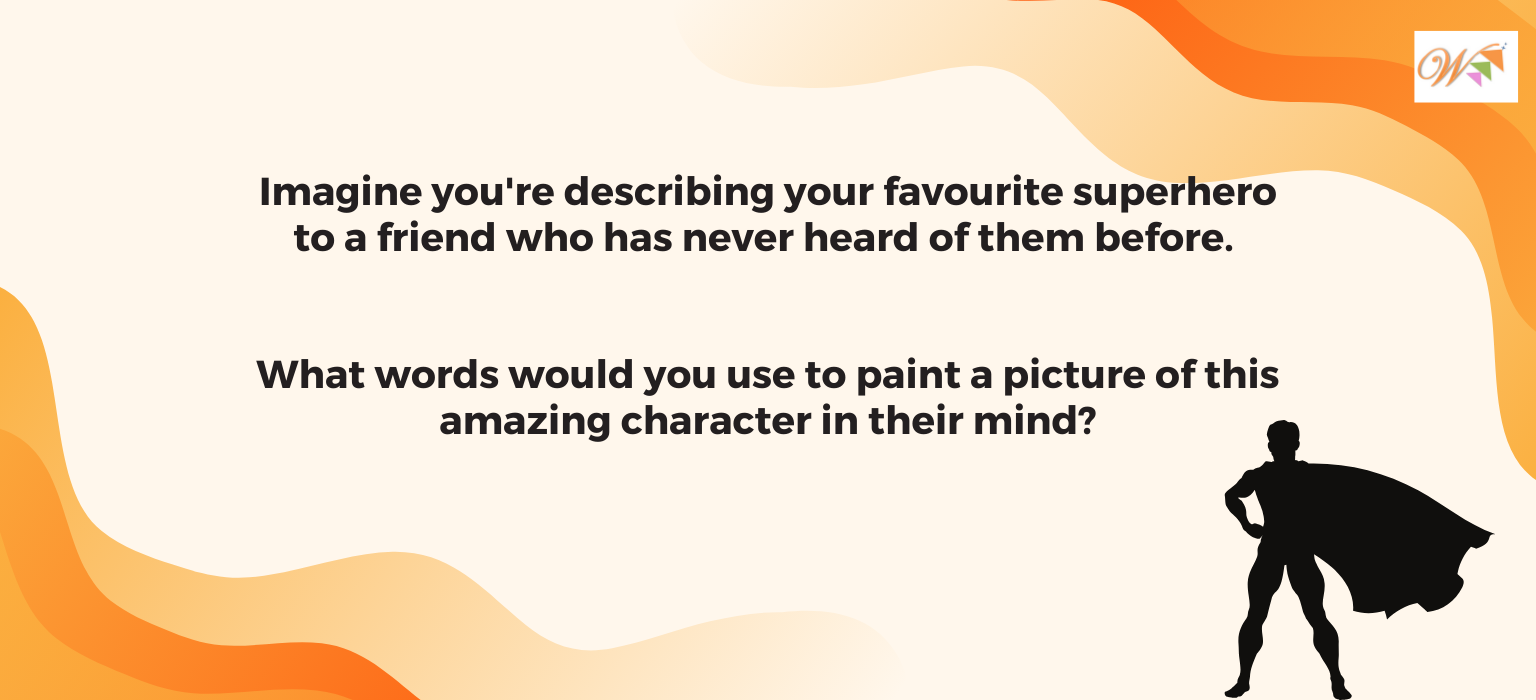 Imagine you're describing your favourite superhero
to a friend who has never heard of them before.
What words would you use to paint a picture of this
amazing character in their mind?